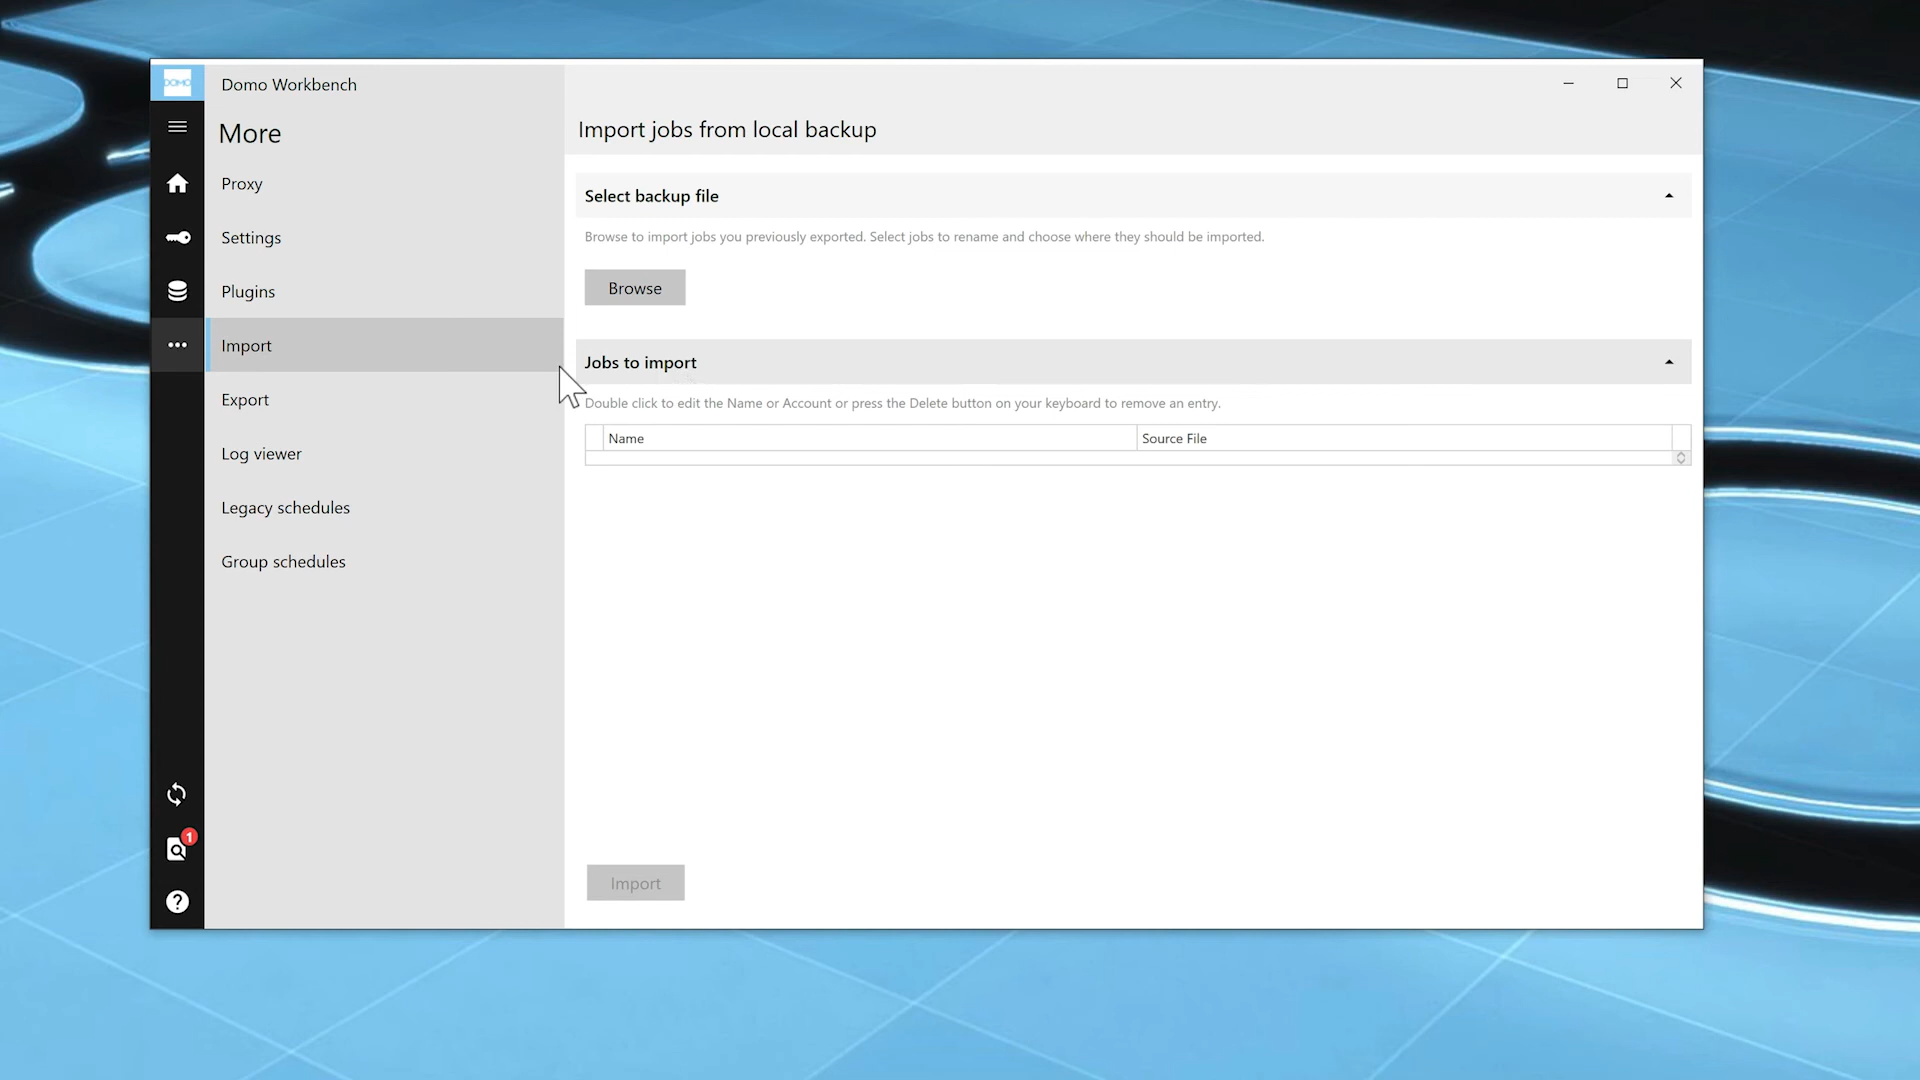 DOMO
Domo Workbench
More
Proxy
Settings
Plugins
Import
Export
Log viewer
Legacy schedules
Group schedules
1
Import jobs from local backup
Select backup file
Browse to import jobs you previously exported. Select jobs to rename and choose where they should be imported.
Browse
Jobs to import
Double click to edit the Name or Account or press the Delete button on your keyboard to remove an entry.
Name Source File
Import